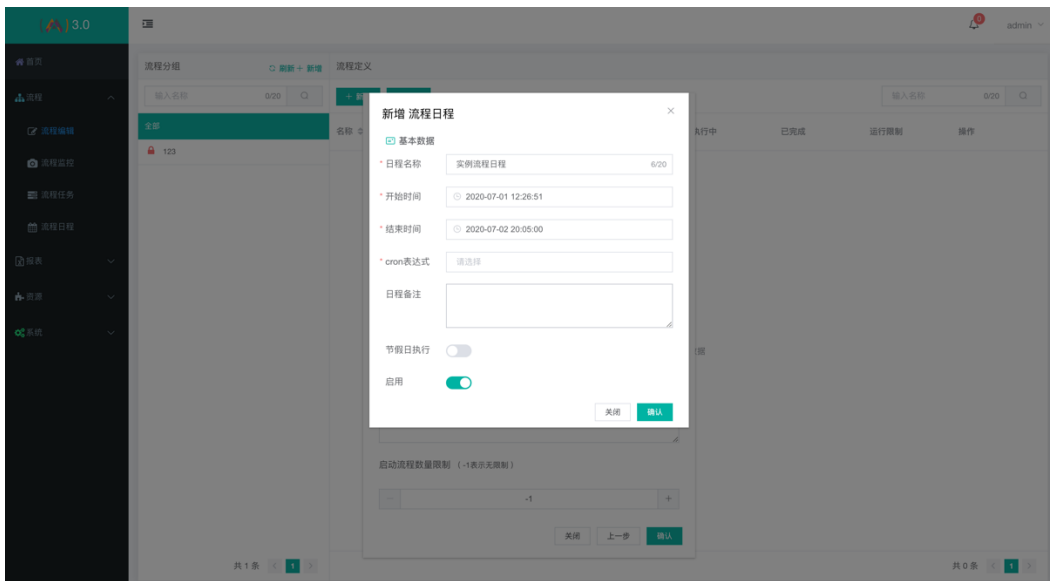 3.0
admin
首页
流程
流程编辑
流程监控
流程任务
流程日程
报表
资源
系统
流程分组
刷新 + 新增
输入名称 0/20
全部
123
共 1 条 1
流程定义
输入名称 0/20
名称
执行中 已完成 运行限制 操作
新增 流程日程
基本数据
* 日程名称 实例流程日程 6/20
* 开始时间 2020-07-01 12:26:51
* 结束时间 2020-07-02 20:05:00
* cron表达式 请选择
日程备注
节假日执行
启用
关闭 确认
启动流程数量限制 （ -1表示无限制 ）
- -1 +
关闭 上一步 确认
共 0 条 1